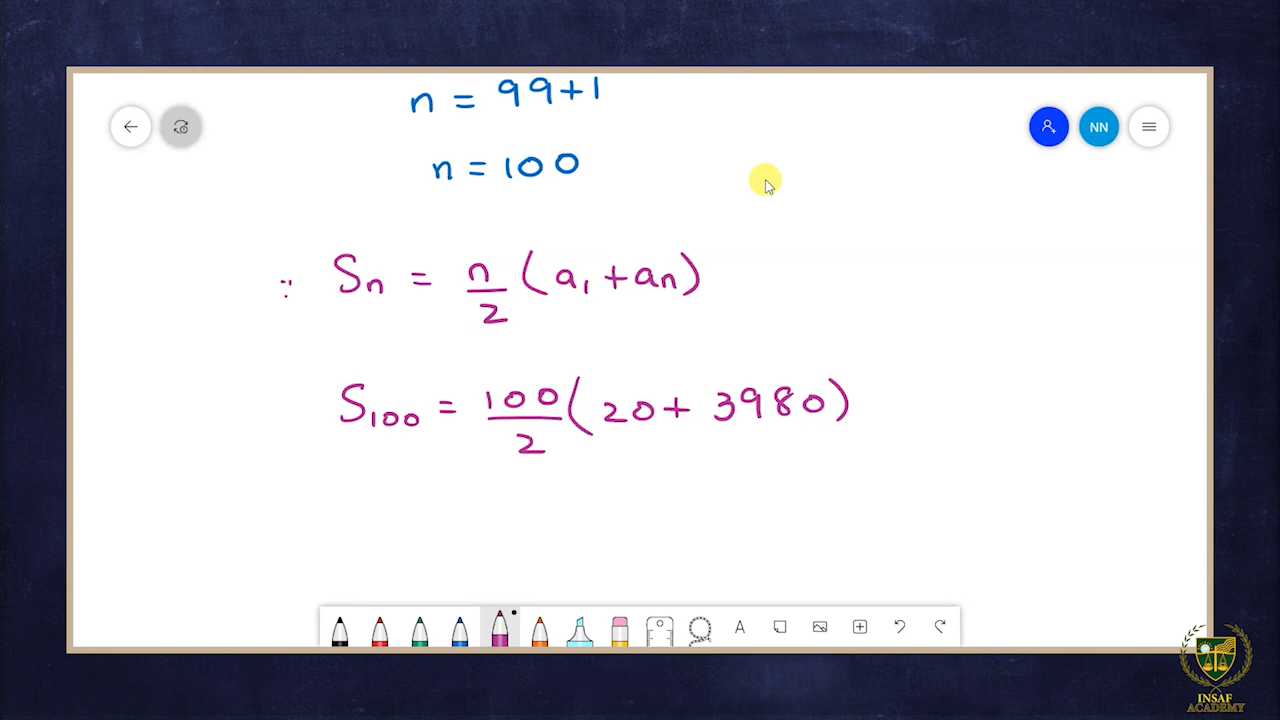 n = 99+1
NN
n = 100
∵ Sn = n/2 (a₁ + an)
S₁₀₀ = 100/2 (20 + 3980)
A
INSAF
ACADEMY